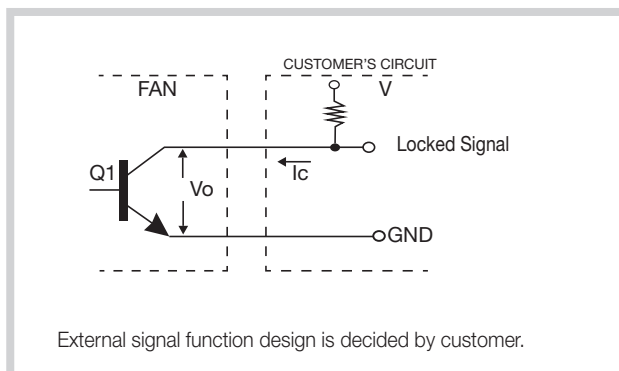 CUSTOMER'S CIRCUIT
FAN
V
Locked Signal
Q1
Ic
Vo
GND
External signal function design is decided by customer.